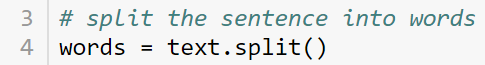 3 # split the sentence into words
4 words = text.split()